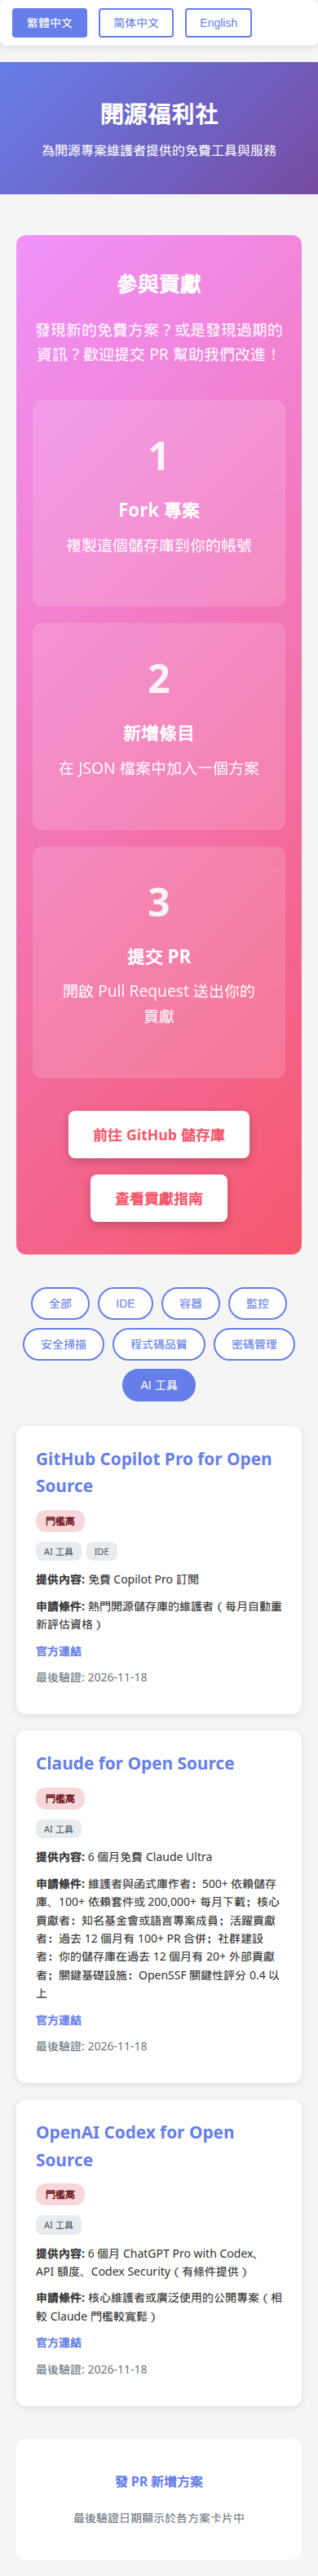 繁體中文
简体中文
English
開源福利社
為開源專案維護者提供的免費工具與服務
參與貢獻
發現新的免費方案？或是發現過期的
資訊？歡迎提交 PR 幫助我們改進！
1
Fork 專案
複製這個儲存庫到你的帳號
2
新增條目
在 JSON 檔案中加入一個方案
3
提交 PR
開啟 Pull Request 送出你的
貢獻
前往 GitHub 儲存庫
查看貢獻指南
全部
IDE
容器
監控
安全掃描
程式碼品質
密碼管理
AI 工具
GitHub Copilot Pro for Open
Source
門檻高
AI 工具
IDE
提供內容: 免費 Copilot Pro 訂閱
申請條件: 熱門開源儲存庫的維護者（每月自動重
新評估資格）
官方連結
最後驗證: 2026-11-18
Claude for Open Source
門檻高
AI 工具
提供內容: 6 個月免費 Claude Ultra
申請條件: 維護者與函式庫作者：500+ 依賴儲存
庫、100+ 依賴套件或 200,000+ 每月下載；核心
貢獻者：知名基金會或語言專案成員；活躍貢獻
者：過去 12 個月有 100+ PR 合併；社群建設
者：你的儲存庫在過去 12 個月有 20+ 外部貢獻
者；關鍵基礎設施：OpenSSF 關鍵性評分 0.4 以
上
官方連結
最後驗證: 2026-11-18
OpenAI Codex for Open
Source
門檻高
AI 工具
提供內容: 6 個月 ChatGPT Pro with Codex、
API 額度、Codex Security（有條件提供）
申請條件: 核心維護者或廣泛使用的公開專案（相
較 Claude 門檻較寬鬆）
官方連結
最後驗證: 2026-11-18
發 PR 新增方案
最後驗證日期顯示於各方案卡片中